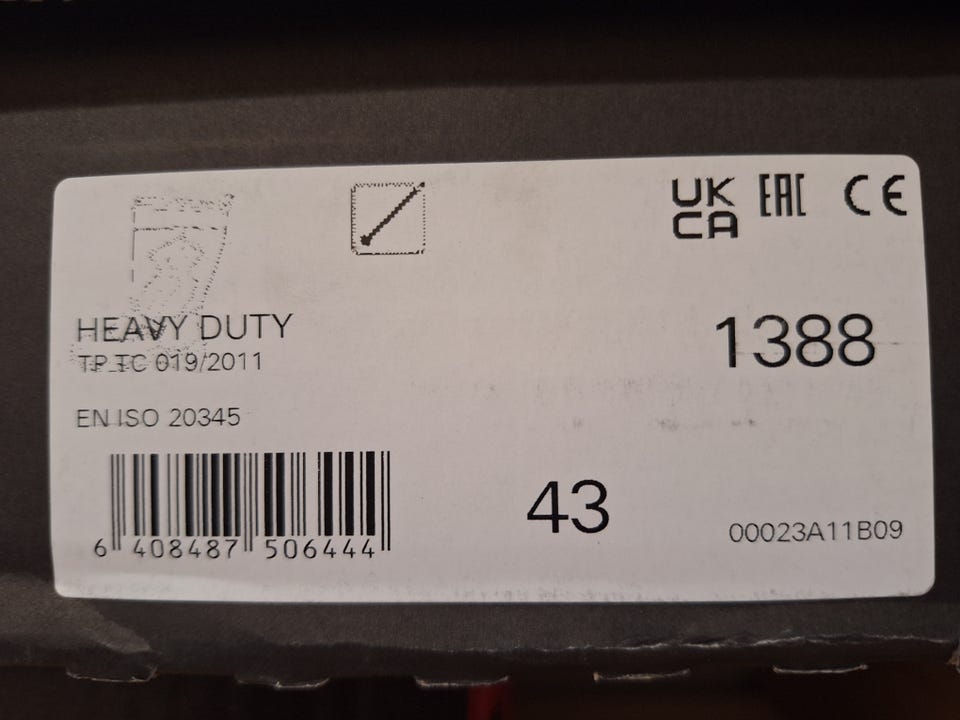 UK
CA
EAC
CE
HEAVY DUTY
TP TC 019/2011
1388
EN ISO 20345
6 408487 506444
43
00023A11B09